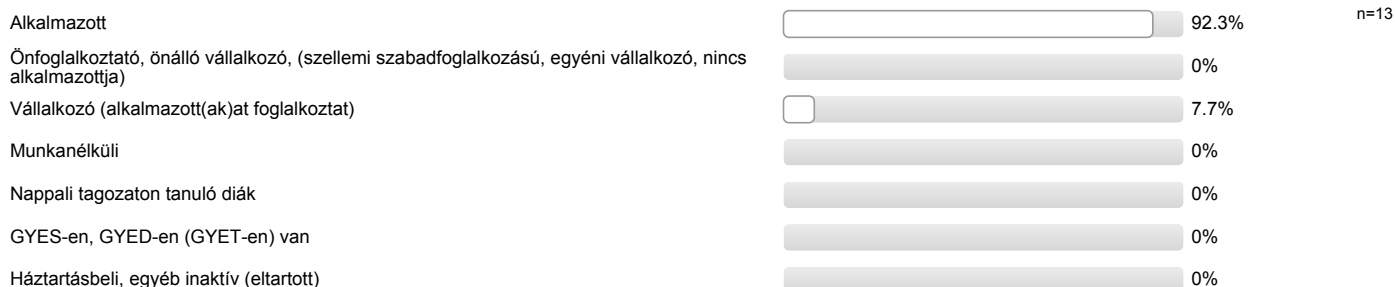 Alkalmazott 92.3% n=13
Önfoglalkoztató, önálló vállalkozó, (szellemi szabadfoglalkozású, egyéni vállalkozó, nincs
alkalmazottja) 0%
Vállalkozó (alkalmazott(ak)at foglalkoztat) 7.7%
Munkanélküli 0%
Nappali tagozaton tanuló diák 0%
GYES-en, GYED-en (GYET-en) van 0%
Háztartásbeli, egyéb inaktív (eltartott) 0%